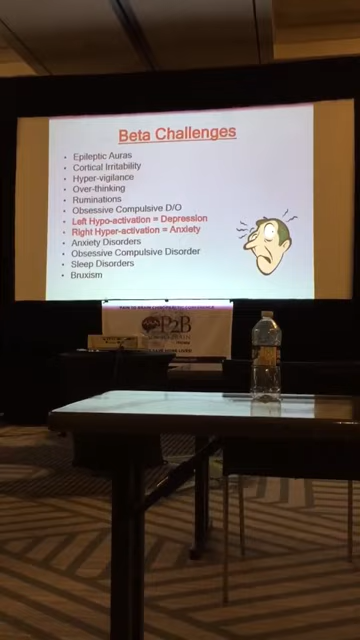 Beta Challenges
• Epileptic Auras
• Cortical Irritability
• Hyper-vigilance
• Over-thinking
• Ruminations
• Obsessive Compulsive D/O
• Left Hypo-activation = Depression
• Right Hyper-activation = Anxiety
• Anxiety Disorders
• Obsessive Compulsive Disorder
• Sleep Disorders
• Bruxism
P2B